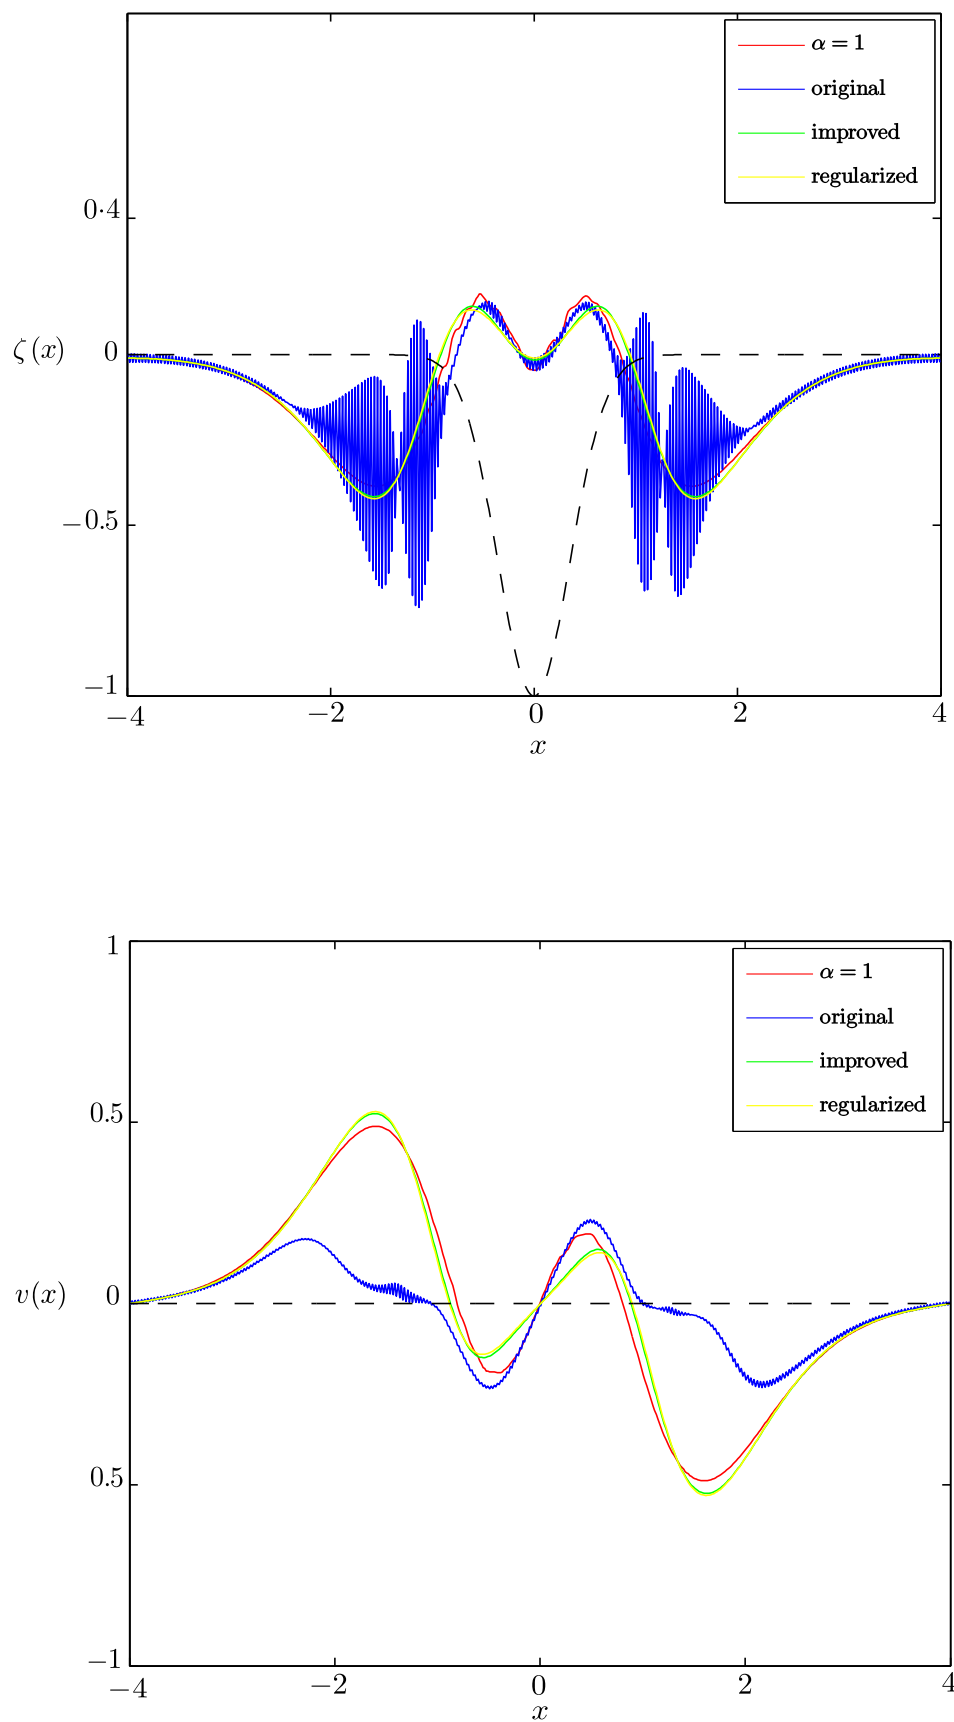 α = 1
original
improved
regularized
0·4
ζ (x)
0
−0.5
−1
−4
−2
0
2
4
x
1
α = 1
original
improved
regularized
0.5
v(x)
0
0.5
−1
−4
−2
0
2
4
x